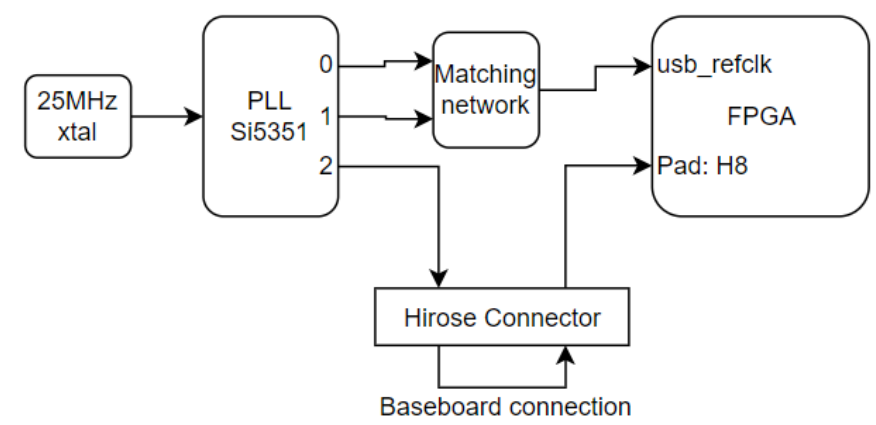 25MHz
xtal
PLL
Si5351
0
1
2
Matching
network
usb_refclk
FPGA
Pad: H8
Hirose Connector
Baseboard connection